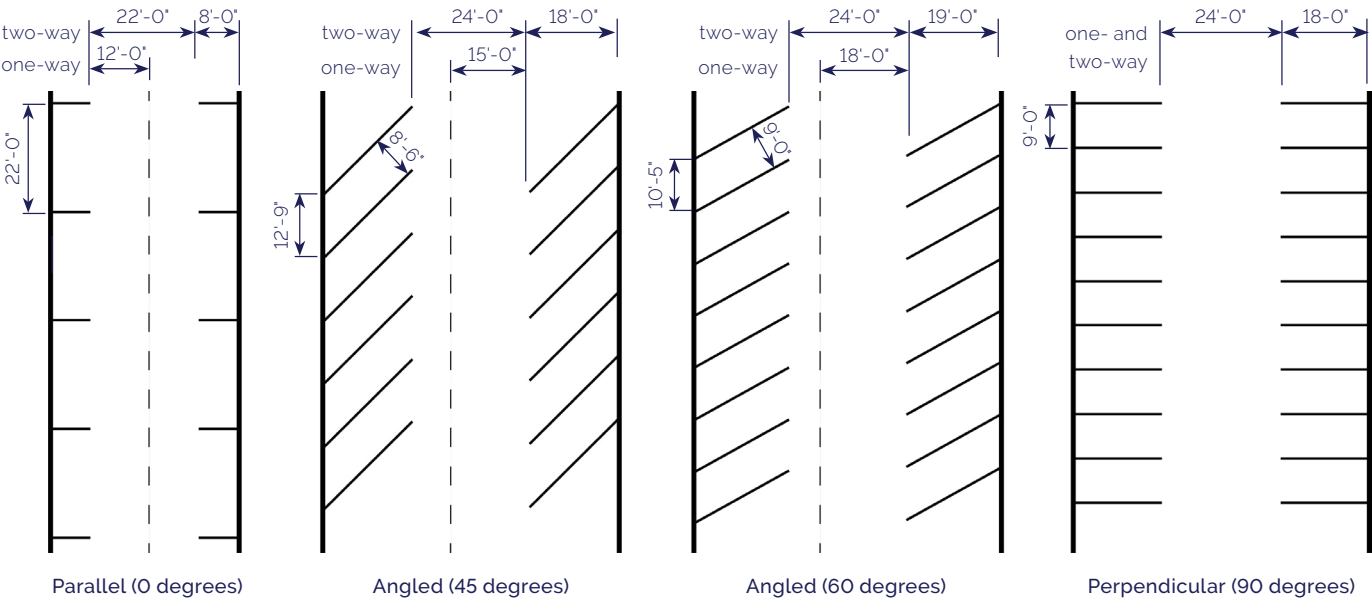 two-way 22'-0" 8'-0"
one-way 12'-0"
22'-0"
Parallel (0 degrees)
two-way 24'-0" 18'-0"
one-way 15'-0"
8'-6"
12'-9"
Angled (45 degrees)
two-way 24'-0" 19'-0"
one-way 18'-0"
9'-0"
10'-5"
Angled (60 degrees)
24'-0" 18-0"
one- and
two-way
9'-0"
Perpendicular (90 degrees)